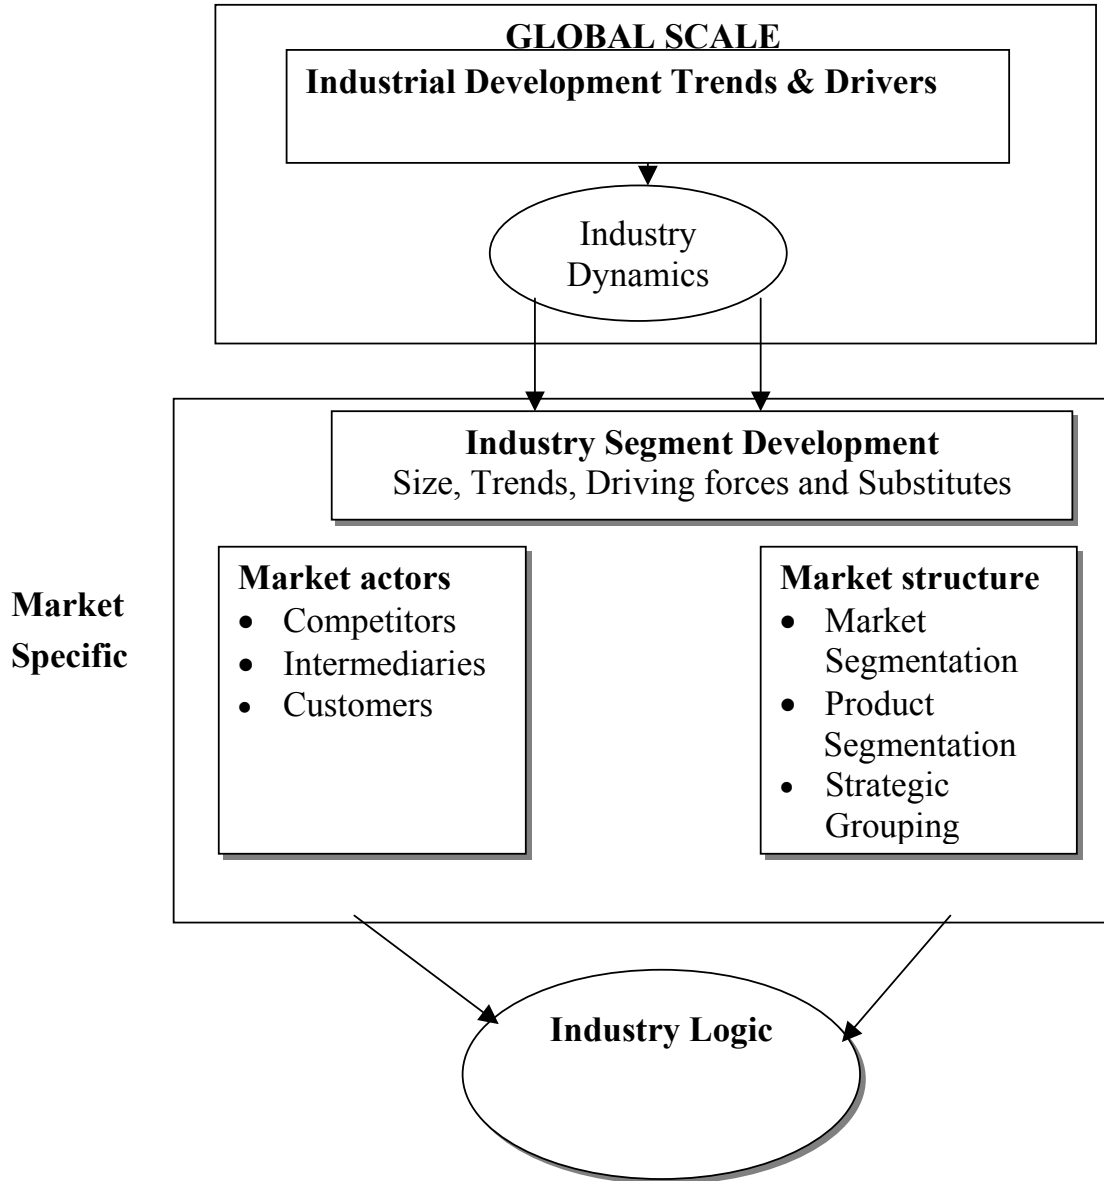 GLOBAL SCALE
Industrial Development Trends & Drivers
Industry
Dynamics
Industry Segment Development
Size, Trends, Driving forces and Substitutes
Market
Specific
Market actors
• Competitors
• Intermediaries
• Customers
Market structure
• Market
Segmentation
• Product
Segmentation
• Strategic
Grouping
Industry Logic